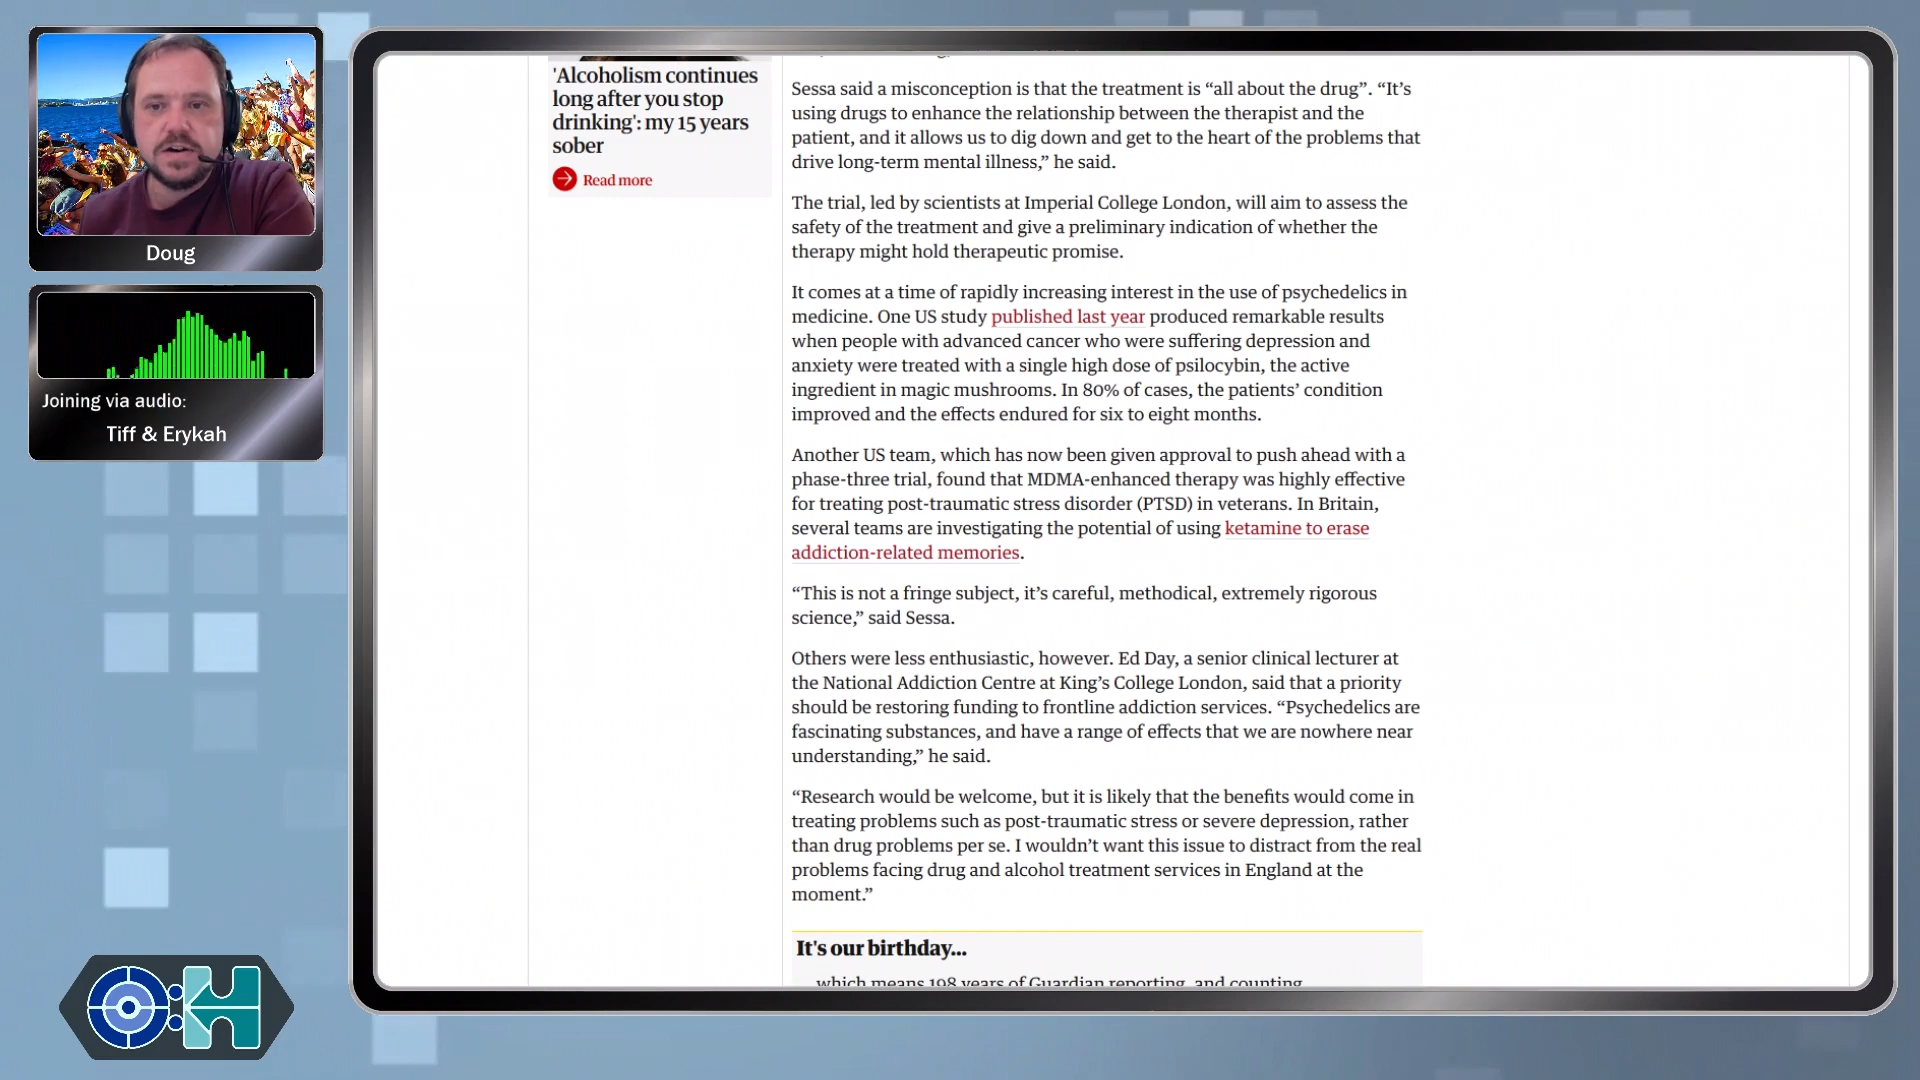 Doug
Joining via audio:
Tiff & Erykah
'Alcoholism continues
long after you stop
drinking': my 15 years
sober
Read more
Sessa said a misconception is that the treatment is “all about the drug”. “It’s
using drugs to enhance the relationship between the therapist and the
patient, and it allows us to dig down and get to the heart of the problems that
drive long-term mental illness,” he said.
The trial, led by scientists at Imperial College London, will aim to assess the
safety of the treatment and give a preliminary indication of whether the
therapy might hold therapeutic promise.
It comes at a time of rapidly increasing interest in the use of psychedelics in
medicine. One US study published last year produced remarkable results
when people with advanced cancer who were suffering depression and
anxiety were treated with a single high dose of psilocybin, the active
ingredient in magic mushrooms. In 80% of cases, the patients’ condition
improved and the effects endured for six to eight months.
Another US team, which has now been given approval to push ahead with a
phase-three trial, found that MDMA-enhanced therapy was highly effective
for treating post-traumatic stress disorder (PTSD) in veterans. In Britain,
several teams are investigating the potential of using ketamine to erase
addiction-related memories.
“This is not a fringe subject, it’s careful, methodical, extremely rigorous
science,” said Sessa.
Others were less enthusiastic, however. Ed Day, a senior clinical lecturer at
the National Addiction Centre at King’s College London, said that a priority
should be restoring funding to frontline addiction services. “Psychedelics are
fascinating substances, and have a range of effects that we are nowhere near
understanding,” he said.
“Research would be welcome, but it is likely that the benefits would come in
treating problems such as post-traumatic stress or severe depression, rather
than drug problems per se. I wouldn’t want this issue to distract from the real
problems facing drug and alcohol treatment services in England at the
moment.”
It's our birthday...
which means 198 years of Guardian reporting, and counting